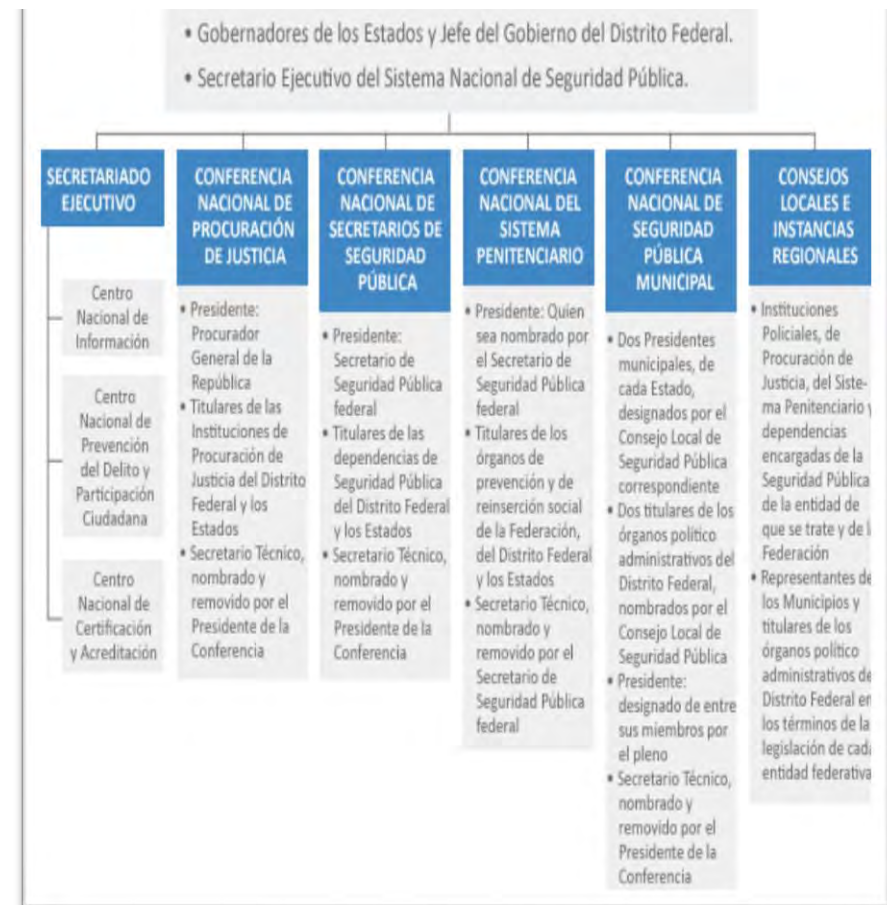 • Gobernadores de los Estados y Jefe del Gobierno del Distrito Federal.
• Secretario Ejecutivo del Sistema Nacional de Seguridad Pública.
SECRETARIADO
EJECUTIVO
Centro
Nacional de
Información
Centro
Nacional de
Prevención
del Delito y
Participación
Ciudadana
Centro
Nacional de
Certificación
y Acreditación
CONFERENCIA
NACIONAL DE
PROCURACIÓN
DE JUSTICIA
• Presidente:
Procurador
General de la
República
• Titulares de las
Instituciones de
Procuración de
Justicia del Distrito
Federal y los
Estados
• Secretario Técnico,
nombrado y
removido por el
Presidente de la
Conferencia
CONFERENCIA
NACIONAL DE
SECRETARIOS DE
SEGURIDAD
PÚBLICA
• Presidente:
Secretario de
Seguridad Pública
federal
• Titulares de las
dependencias de
Seguridad Pública
del Distrito Federal
y los Estados
• Secretario Técnico,
nombrado y
removido por el
Presidente de la
Conferencia
CONFERENCIA
NACIONAL DEL
SISTEMA
PENITENCIARIO
• Presidente: Quien
sea nombrado por
el Secretario de
Seguridad Pública
federal
• Titulares de los
órganos de
prevención y de
reinserción social
de la Federación,
del Distrito Federal
y los Estados
• Secretario Técnico,
nombrado y
removido por el
Secretario de
Seguridad Pública
federal
CONFERENCIA
NACIONAL DE
SEGURIDAD
PÚBLICA
MUNICIPAL
• Dos Presidentes
municipales, de
cada Estado,
designados por el
Consejo Local de
Seguridad Pública
correspondiente
• Dos titulares de los
órganos político
administrativos del
Distrito Federal,
nombrados por el
Consejo Local de
Seguridad Pública
• Presidente:
designado de entre
sus miembros por
el pleno
• Secretario Técnico,
nombrado y
removido por el
Presidente de la
Conferencia
CONSEJOS
LOCALES E
INSTANCIAS
REGIONALES
• Instituciones
Policiales, de
Procuración de
Justicia, del Siste-
ma Penitenciario y
dependencias
encargadas de la
Seguridad Pública
de la entidad de
que se trate y de l
Federación
• Representantes de
los Municipios y
titulares de los
órganos político
administrativos de
Distrito Federal en
los términos de la
legislación de cada
entidad federativa